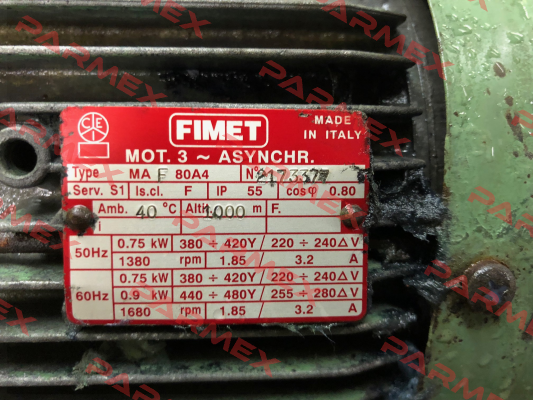 FIMET
MADE IN ITALY
MOT. 3 ~ ASYNCHR.
Type MA F 80A4 N°
Serv. S1 Is.cl. F IP 55 cosφ 0.80
Amb. 40 °C Altit 1000 m F.
i
50Hz 0.75 kW 380 ÷ 420Y / 220 ÷ 240△ V
1380 rpm 1.85 / 3.2 A
60Hz 0.75 kW 380 ÷ 420Y / 220 ÷ 240△ V
0.9 kW 440 ÷ 480Y / 255 ÷ 280△ V
1680 rpm 1.85 / 3.2 A
PARMEX